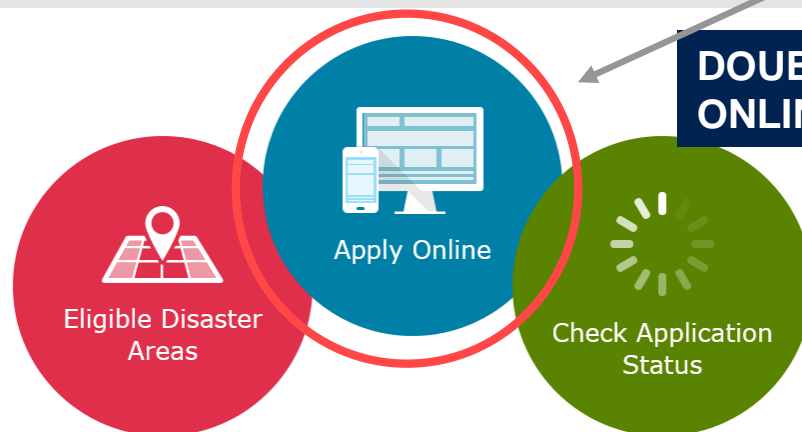 Apply Online
Eligible Disaster
Areas
Check Application
Status